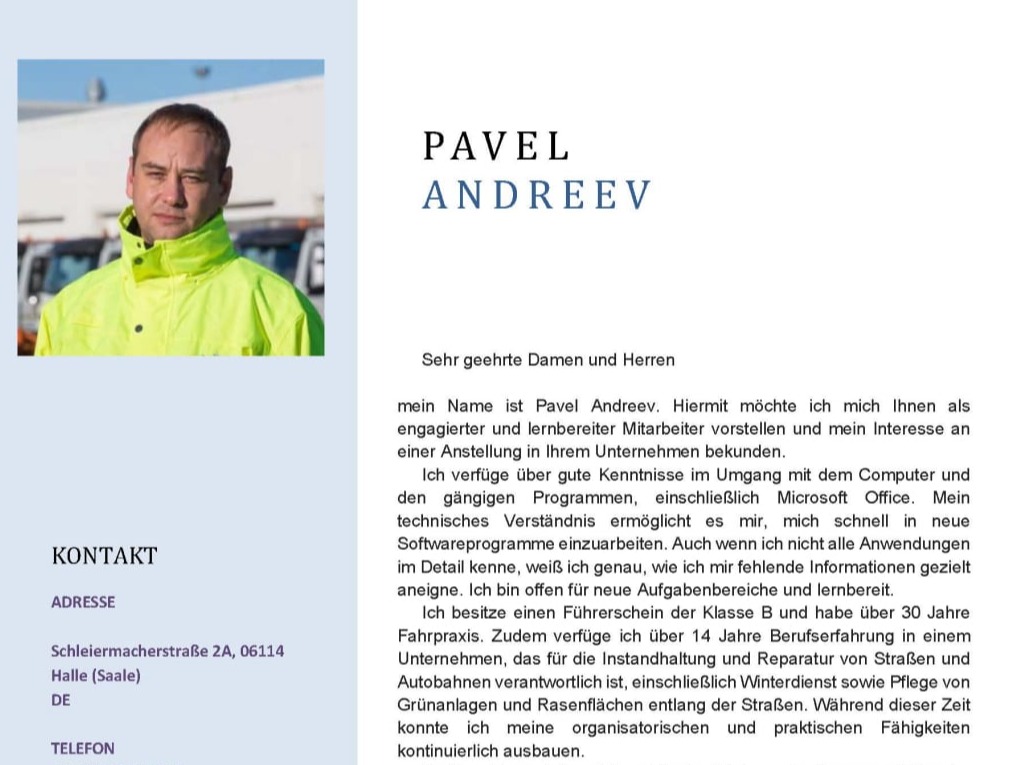 PAVEL
ANDREEV
Sehr geehrte Damen und Herren
mein Name ist Pavel Andreev. Hiermit möchte ich mich Ihnen als
engagierter und lernbereiter Mitarbeiter vorstellen und mein Interesse an
einer Anstellung in Ihrem Unternehmen bekunden.
Ich verfüge über gute Kenntnisse im Umgang mit dem Computer und
den gängigen Programmen, einschließlich Microsoft Office. Mein
technisches Verständnis ermöglicht es mir, mich schnell in neue
Softwareprogramme einzuarbeiten. Auch wenn ich nicht alle Anwendungen
im Detail kenne, weiß ich genau, wie ich mir fehlende Informationen gezielt
aneigne. Ich bin offen für neue Aufgabenbereiche und lernbereit.
Ich besitze einen Führerschein der Klasse B und habe über 30 Jahre
Fahrpraxis. Zudem verfüge ich über 14 Jahre Berufserfahrung in einem
Unternehmen, das für die Instandhaltung und Reparatur von Straßen und
Autobahnen verantwortlich ist, einschließlich Winterdienst sowie Pflege von
Grünanlagen und Rasenflächen entlang der Straßen. Während dieser Zeit
konnte ich meine organisatorischen und praktischen Fähigkeiten
kontinuierlich ausbauen.
KONTAKT
ADRESSE
Schleiermacherstraße 2A, 06114
Halle (Saale)
DE
TELEFON